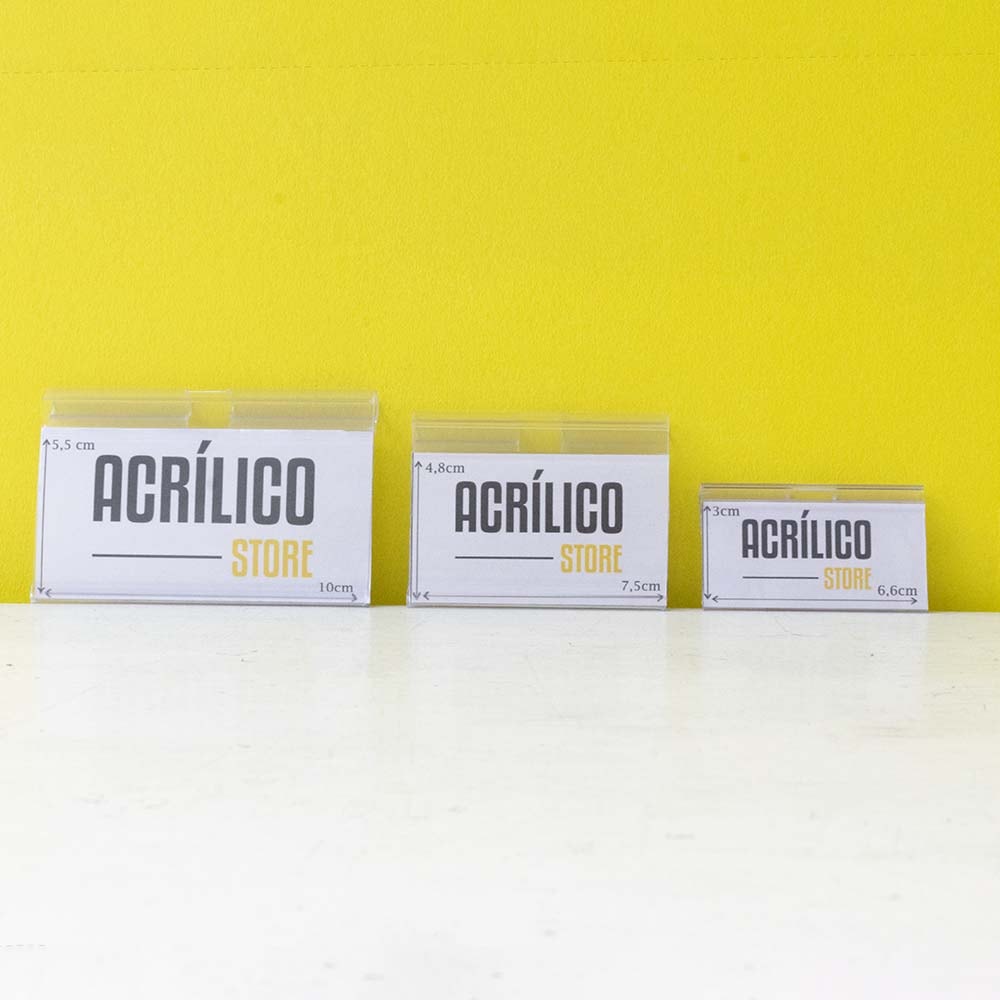 5,5 cm
ACRÍLICO
STORE
10cm
4,8cm
ACRÍLICO
STORE
7,5cm
3cm
ACRÍLICO
STORE
6,6cm